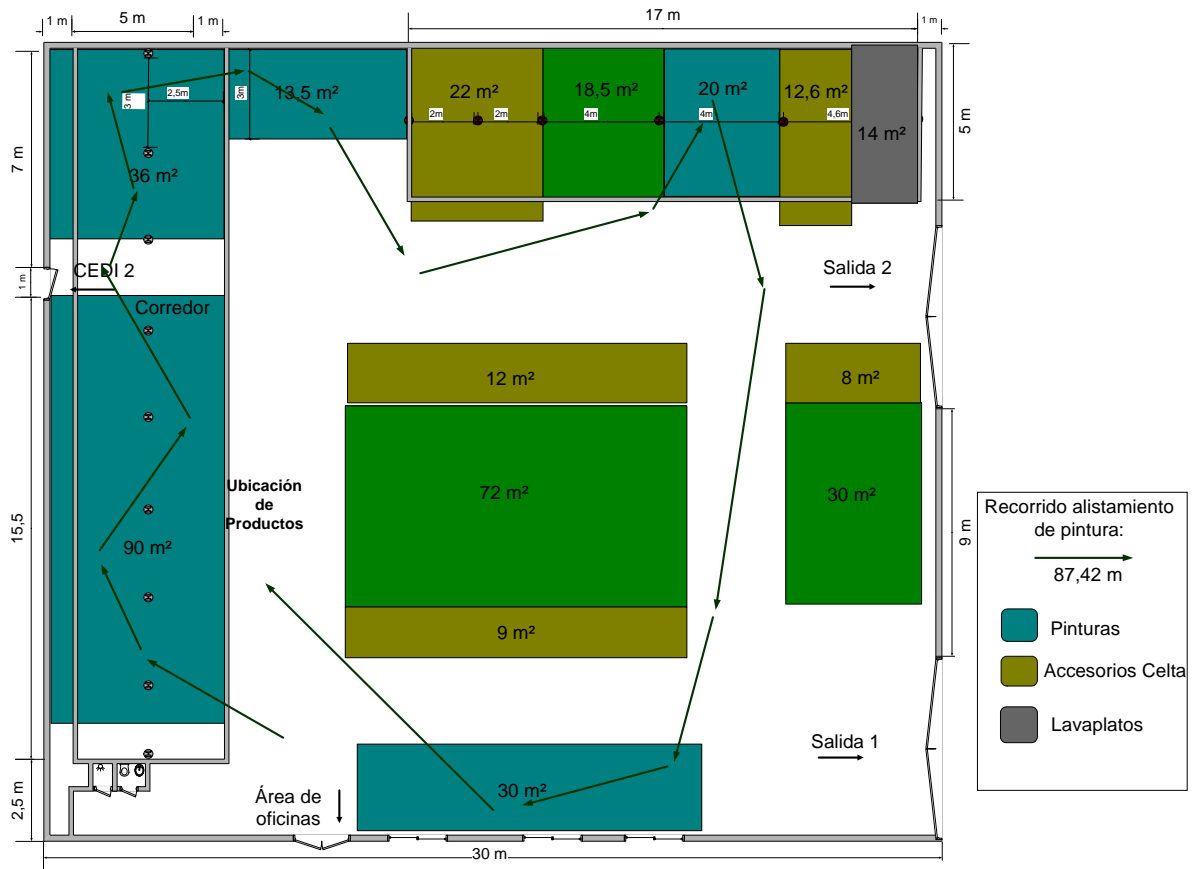 1 m
5 m
1 m
17 m
1 m
7 m
3 m
2,5m
3m
13,5 m²
22 m²
18,5 m²
20 m²
12,6 m²
2m
2m
4m
4m
4,6m
14 m²
5 m
36 m²
CEDI 2
1 m
Corredor
Salida 2
12 m²
8 m²
15,5
90 m²
Ubicación
de
Productos
72 m²
30 m²
9 m
9 m²
Recorrido alistamiento
de pintura:
87,42 m
Pinturas
Accesorios Celta
Lavaplatos
Salida 1
2,5 m
Área de
oficinas
30 m²
30 m